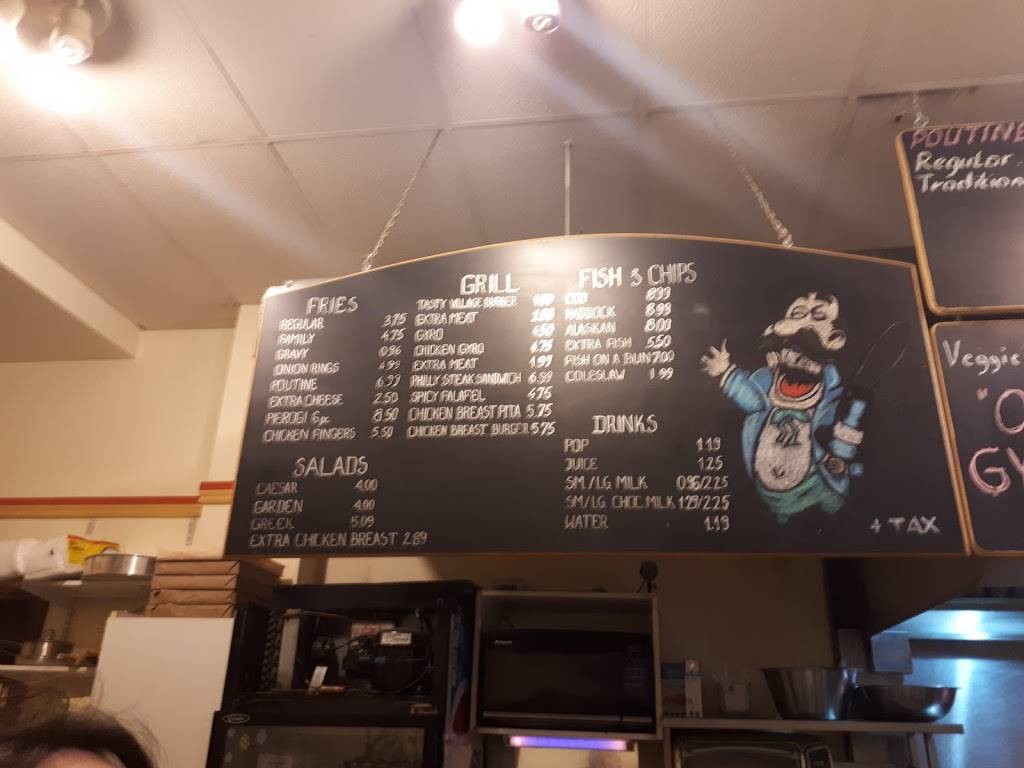 FRIES
REGULAR 3.75
FAMILY 4.75
GRAVY 0.96
ONION RINGS 4.99
POUTINE 6.99
EXTRA CHEESE 2.50
PIEROGI 6pc 8.50
CHICKEN FINGERS 5.50
SALADS
CAESAR 4.00
GARDEN 4.00
GREEK 5.09
EXTRA CHICKEN BREAST 2.89
GRILL
TASTY VILLAGE BURGER
EXTRA MEAT
GYRO 4.50
CHICKEN GYRO 4.75
EXTRA MEAT 1.99
PHILLY STEAK SANDWICH 6.99
SPICY FALAFEL 4.75
CHICKEN BREAST PITA 5.75
CHICKEN BREAST BURGER 5.75
FISH & CHIPS
COD 8.99
HADDOCK 8.99
ALASKAN 8.00
EXTRA FISH 5.50
FISH ON A BUN 7.00
COLESLAW 1.99
DRINKS
POP 1.19
JUICE 1.25
SM/LG MILK 0.96/2.25
SM/LG CHOC.MILK 1.29/2.25
WATER 1.19
+ TAX
POUTINE
Regular
Tradition
Veggie